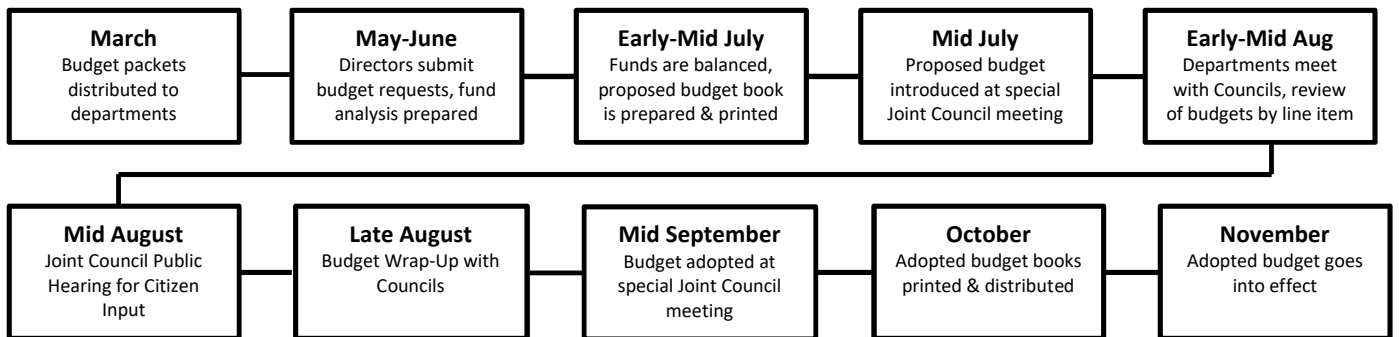 March
Budget packets
distributed to
departments
May-June
Directors submit
budget requests, fund
analysis prepared
Early-Mid July
Funds are balanced,
proposed budget book
is prepared & printed
Mid July
Proposed budget
introduced at special
Joint Council meeting
Early-Mid Aug
Departments meet
with Councils, review
of budgets by line item
Mid August
Joint Council Public
Hearing for Citizen
Input
Late August
Budget Wrap-Up with
Councils
Mid September
Budget adopted at
special Joint Council
meeting
October
Adopted budget books
printed & distributed
November
Adopted budget goes
into effect